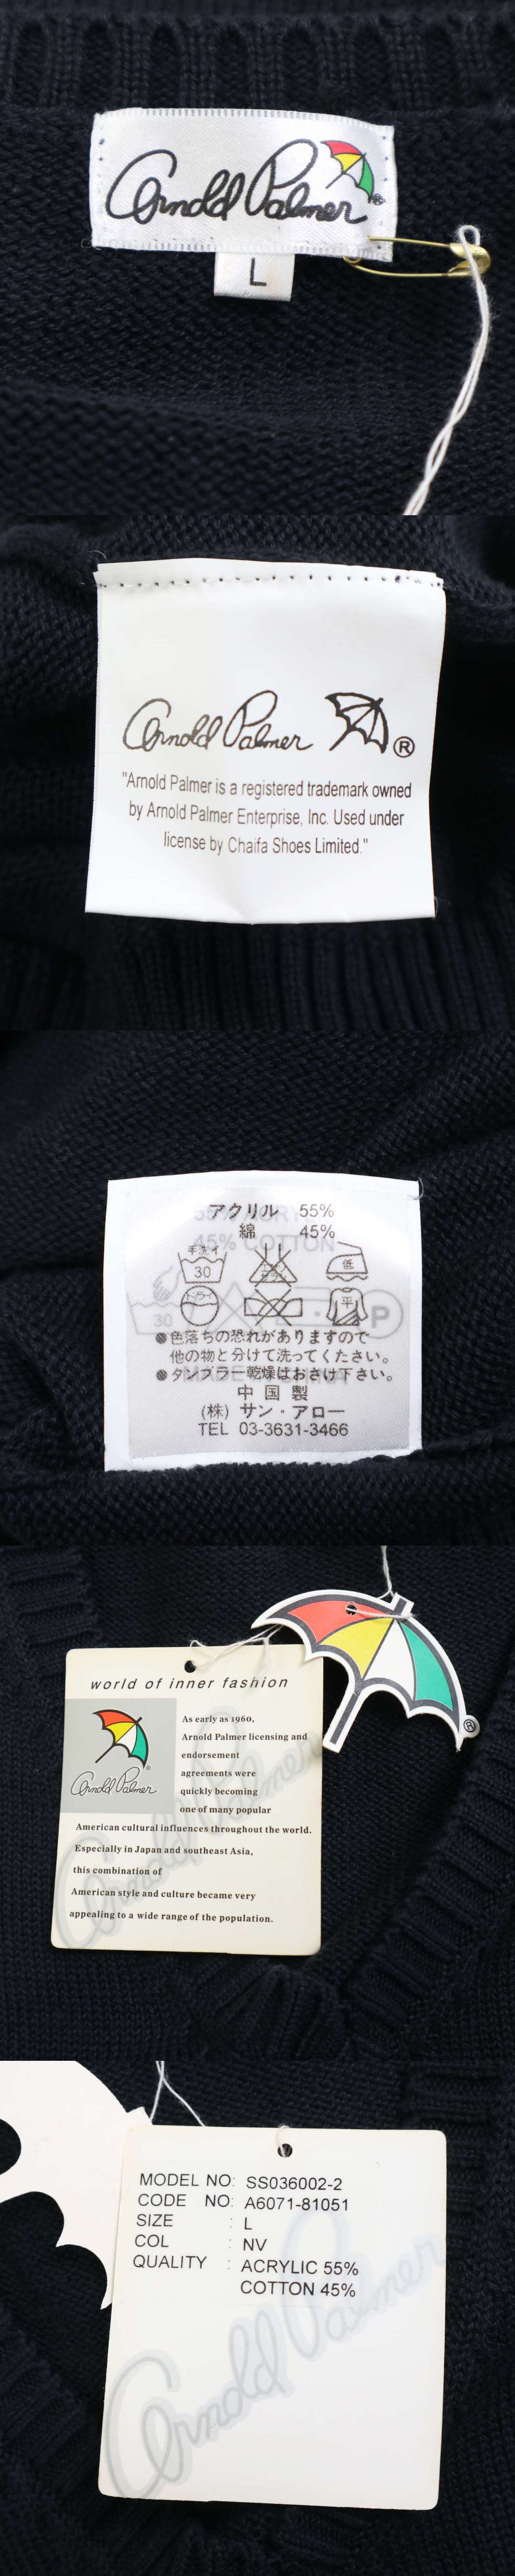 Arnold Palmer
®
L
Arnold Palmer ®
"Arnold Palmer is a registered trademark owned
by Arnold Palmer Enterprise, Inc. Used under
license by Chaifa Shoes Limited."
アクリル 55%
綿 45%
45% COTTON
手洗イ
30
低
ドライ
平
30
P
●色落ちの恐れがありますので
他の物と分けて洗ってください。
●タンブラー乾燥はおさけ下さい。
中国製
(株) サン・アロー
TEL 03-3631-3466
®
world of inner fashion
As early as 1960,
Arnold Palmer licensing and
endorsement
agreements were
quickly becoming
one of many popular
®
Arnold Palmer
American cultural influences throughout the world.
Especially in Japan and southeast Asia,
this combination of
American style and culture became very
appealing to a wide range of the population.
Arnold Palmer
MODEL NO: SS036002-2
CODE NO: A6071-81051
SIZE : L
COL : NV
QUALITY : ACRYLIC 55%
COTTON 45%
Arnold Palmer